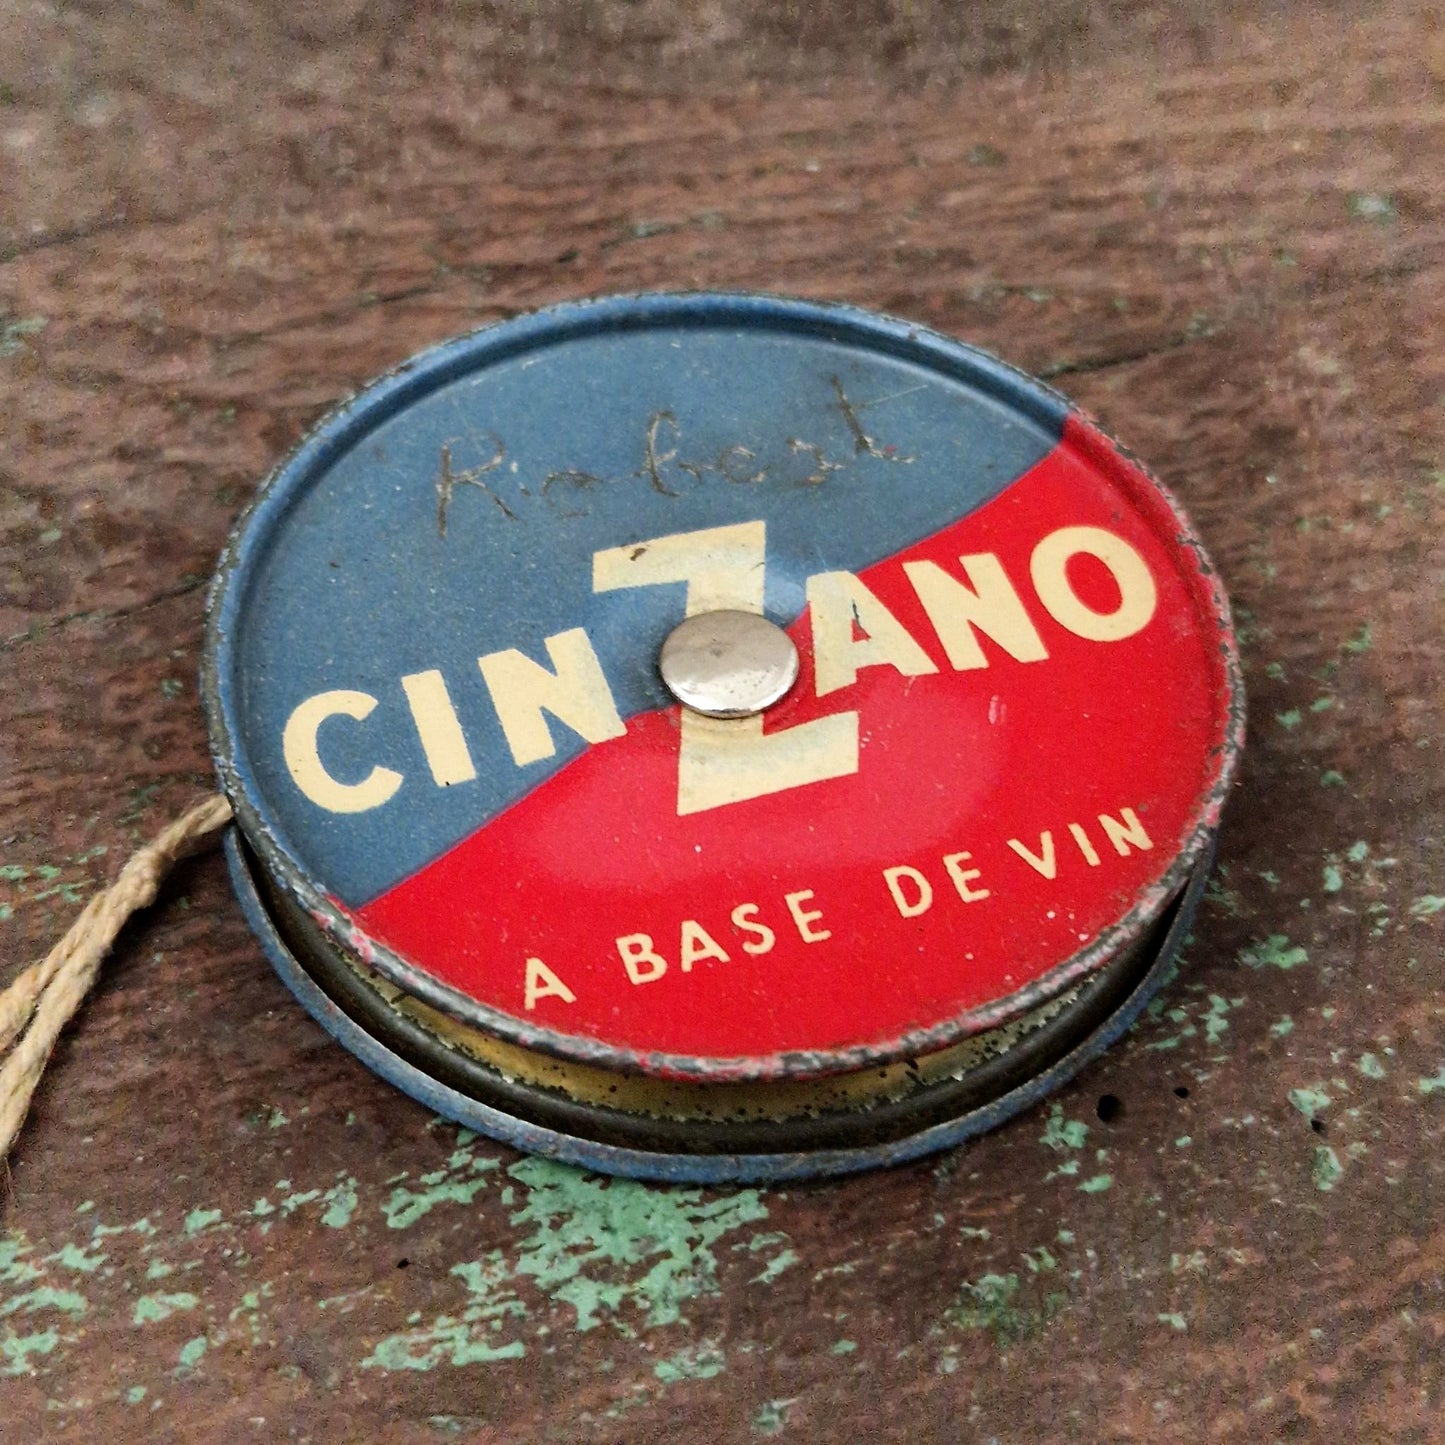 Robert
CINZANO
A BASE DE VIN